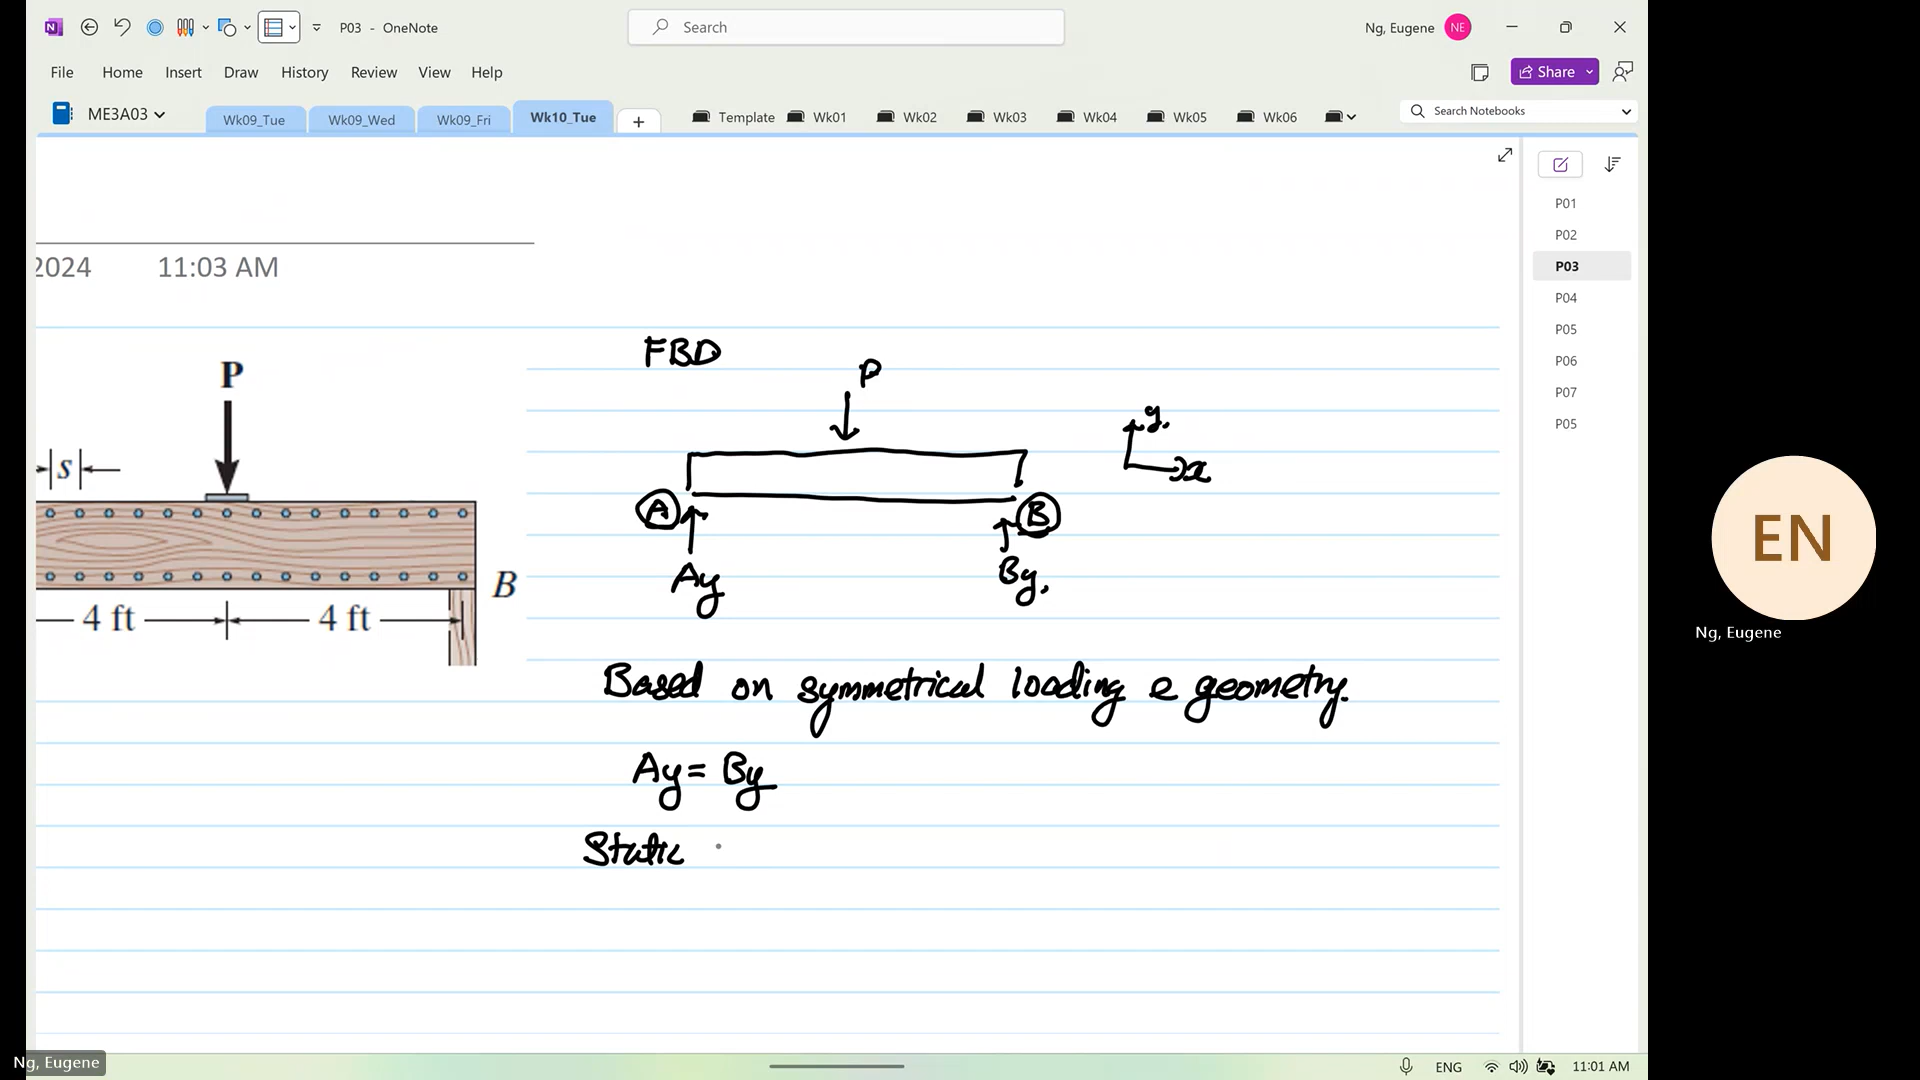 P03 - OneNote
Search
Ng, Eugene
NE
File Home Insert Draw History Review View Help
Share
ME3A03
Wk09_Tue Wk09_Wed Wk09_Fri Wk10_Tue + Template Wk01 Wk02 Wk03 Wk04 Wk05 Wk06
Search Notebooks
P01
P02
P03
P04
P05
P06
P07
P05
2024 11:03 AM
P
s
B
4 ft 4 ft
FBD
P
y
x
A B
Ay By.
Based on symmetrical loading & geometry.
Ay = By
Static
EN
Ng, Eugene
Ng, Eugene
ENG
11:01 AM